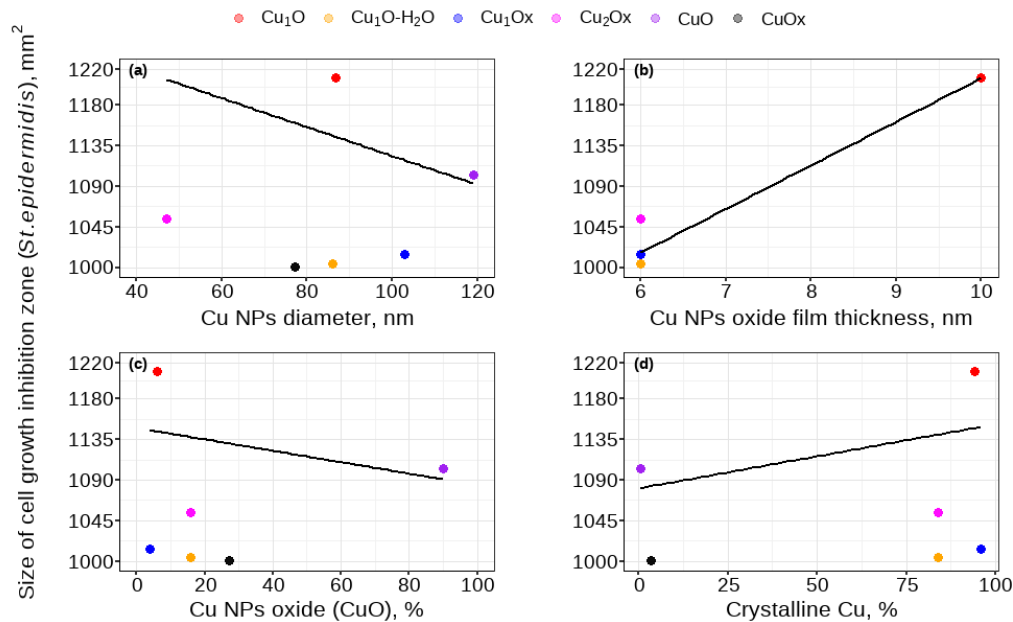 Cu₁O Cu₁O-H₂O Cu₁Ox Cu₂Ox CuO CuOx
Size of cell growth inhibition zone (St.epidermidis), mm²
(a)
1220
1180
1135
1090
1045
1000
40 60 80 100 120
Cu NPs diameter, nm
(b)
1220
1180
1135
1090
1045
1000
6 7 8 9 10
Cu NPs oxide film thickness, nm
(c)
1220
1180
1135
1090
1045
1000
0 20 40 60 80 100
Cu NPs oxide (CuO), %
(d)
1220
1180
1135
1090
1045
1000
0 25 50 75 100
Crystalline Cu, %